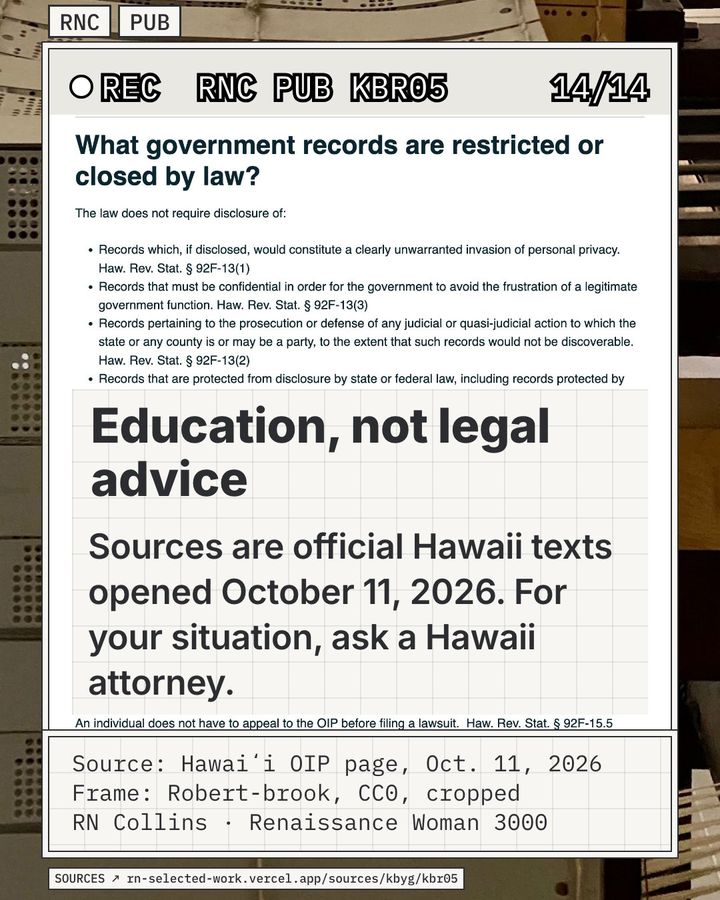 RNC PUB
REC RNC PUB KBR05 14/14
What government records are restricted or
closed by law?
The law does not require disclosure of:
• Records which, if disclosed, would constitute a clearly unwarranted invasion of personal privacy.
Haw. Rev. Stat. § 92F-13(1)
• Records that must be confidential in order for the government to avoid the frustration of a legitimate
government function. Haw. Rev. Stat. § 92F-13(3)
• Records pertaining to the prosecution or defense of any judicial or quasi-judicial action to which the
state or any county is or may be a party, to the extent that such records would not be discoverable.
Haw. Rev. Stat. § 92F-13(2)
• Records that are protected from disclosure by state or federal law, including records protected by
Education, not legal
advice
Sources are official Hawaii texts
opened October 11, 2026. For
your situation, ask a Hawaii
attorney.
An individual does not have to appeal to the OIP before filing a lawsuit. Haw. Rev. Stat. § 92F-15.5
Source: Hawaiʻi OIP page, Oct. 11, 2026
Frame: Robert-brook, CC0, cropped
RN Collins · Renaissance Woman 3000
SOURCES ↗ rn-selected-work.vercel.app/sources/kbyg/kbr05